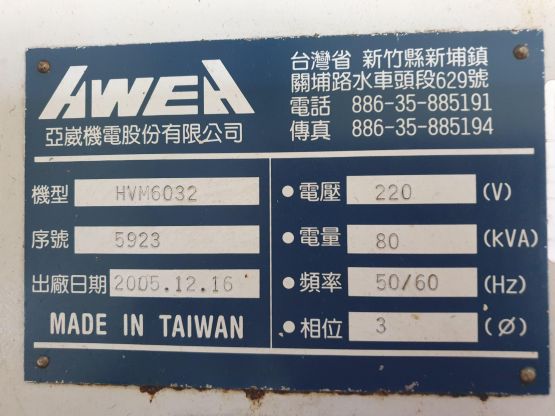 AWEA
亞崴機電股份有限公司
台灣省 新竹縣新埔鎮
關埔路水車頭段629號
電話 886-35-885191
傳真 886-35-885194
機型 HVM6032
序號 5923
出廠日期 2005.12.16
MADE IN TAIWAN
•電壓 220 (V)
•電量 80 (KVA)
•頻率 50/60 (Hz)
•相位 3 (Ø)